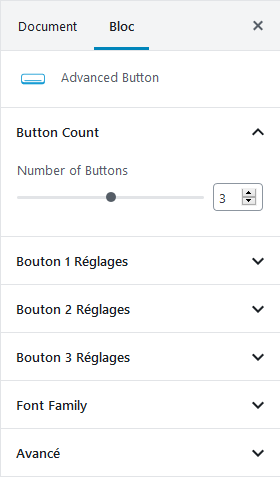 Document Bloc ×
Advanced Button
Button Count
Number of Buttons
3
Bouton 1 Réglages
Bouton 2 Réglages
Bouton 3 Réglages
Font Family
Avancé